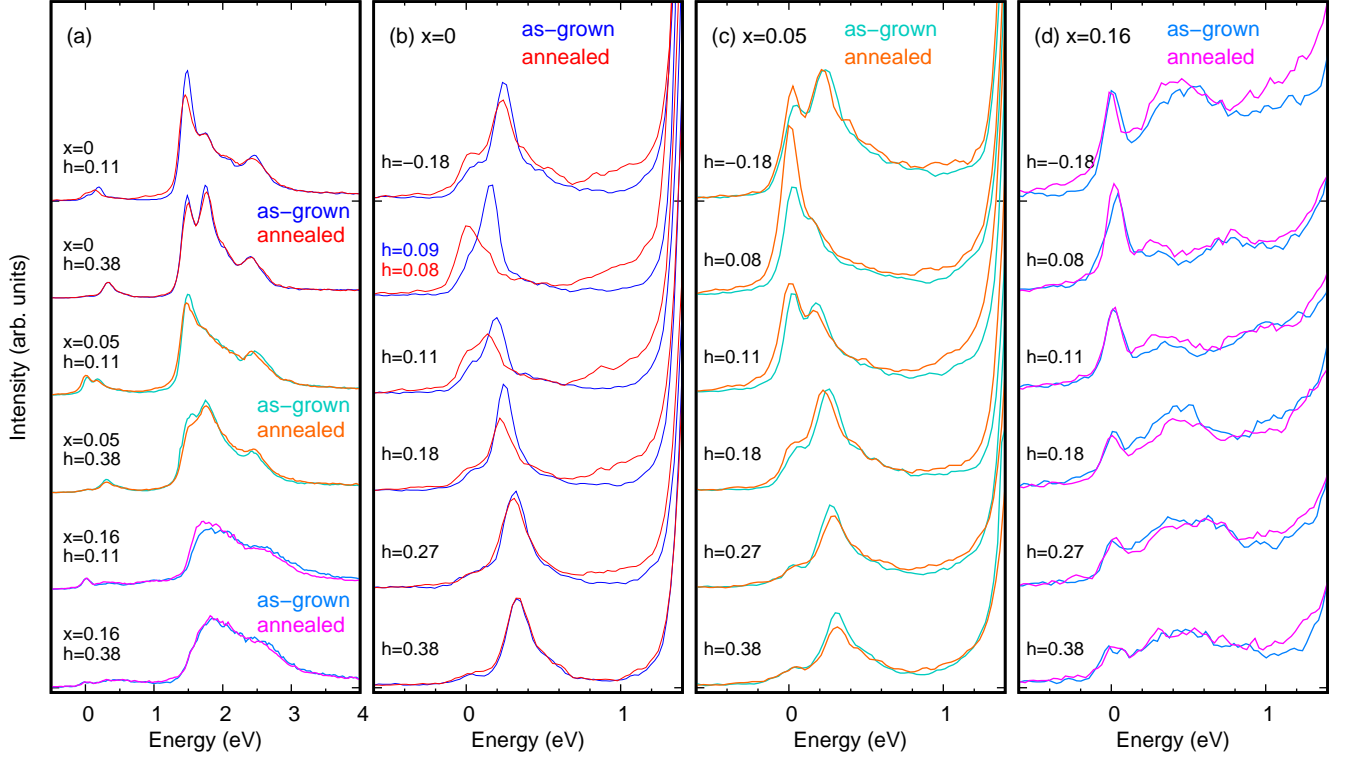 Intensity (arb. units)
(a)
x=0
h=0.11
as−grown
annealed
x=0
h=0.38
x=0.05
h=0.11
as−grown
annealed
x=0.05
h=0.38
x=0.16
h=0.11
as−grown
annealed
x=0.16
h=0.38
0 1 2 3 4
Energy (eV)
(b) x=0
as−grown
annealed
h=−0.18
h=0.09
h=0.08
h=0.11
h=0.18
h=0.27
h=0.38
0 1
Energy (eV)
(c) x=0.05
as−grown
annealed
h=−0.18
h=0.08
h=0.11
h=0.18
h=0.27
h=0.38
0 1
Energy (eV)
(d) x=0.16
as−grown
annealed
h=−0.18
h=0.08
h=0.11
h=0.18
h=0.27
h=0.38
0 1
Energy (eV)